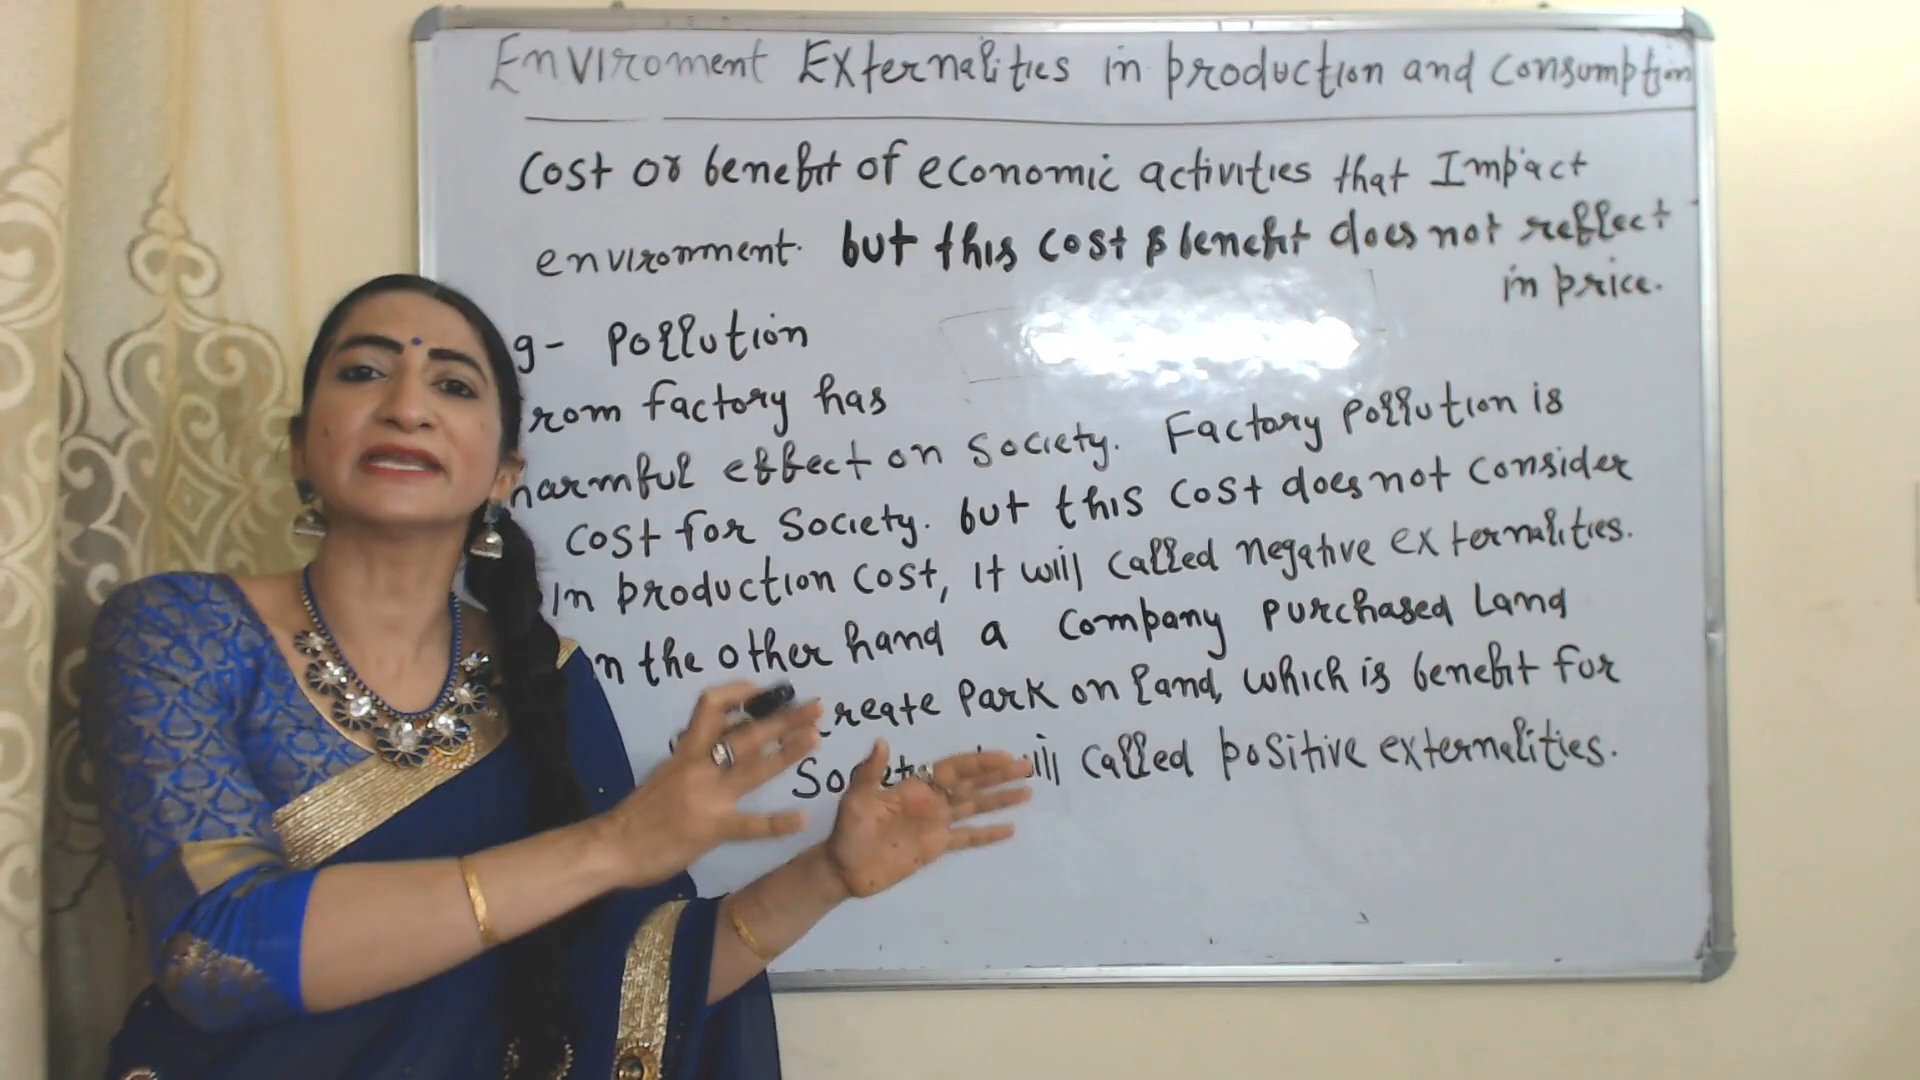 Enviroment Externalities in production and Consumption
Cost or benefit of economic activities that Impact
environment. but this cost & benefit does not reflect
in price.
g- Pollution
rom factory has
harmful effect on Society. Factory Pollution is
cost for Society. but this cost does not consider
In production cost, it will called negative externalities.
n the other hand a Company purchased Land
create Park on Land, which is benefit for
will called positive externalities.